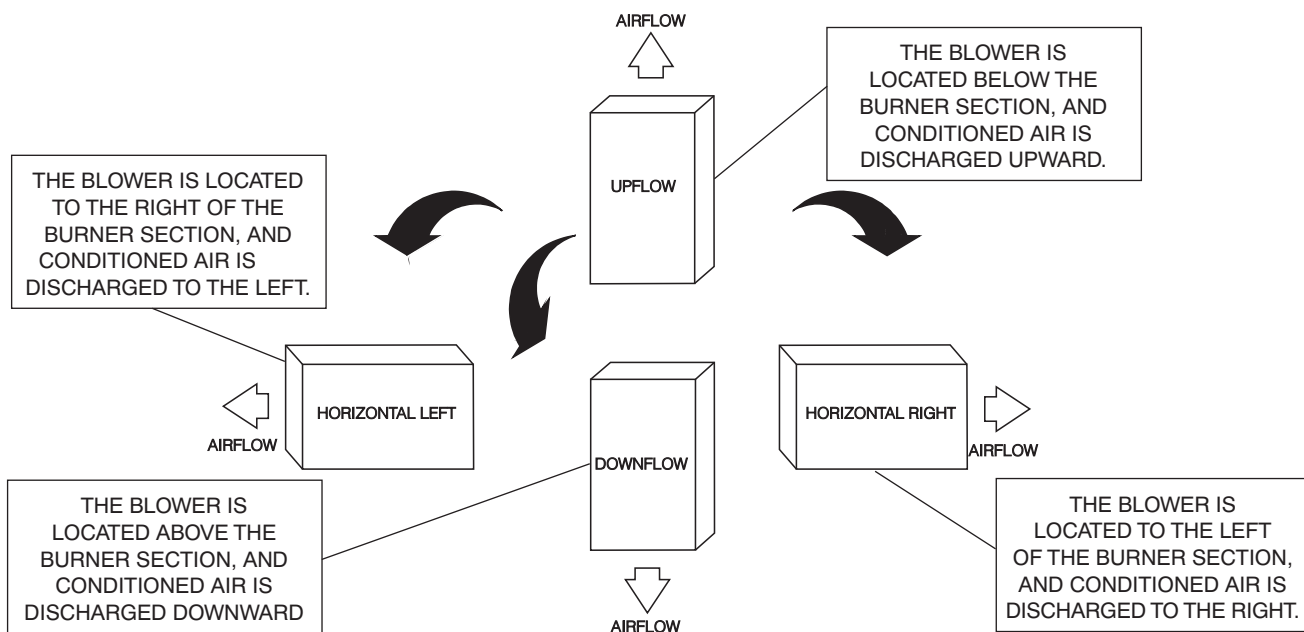 AIRFLOW
THE BLOWER IS
LOCATED BELOW THE
BURNER SECTION, AND
CONDITIONED AIR IS
DISCHARGED UPWARD.
THE BLOWER IS LOCATED
TO THE RIGHT OF THE
BURNER SECTION, AND
CONDITIONED AIR IS
DISCHARGED TO THE LEFT.
UPFLOW
HORIZONTAL LEFT
AIRFLOW
DOWNFLOW
HORIZONTAL RIGHT
AIRFLOW
THE BLOWER IS
LOCATED ABOVE THE
BURNER SECTION, AND
CONDITIONED AIR IS
DISCHARGED DOWNWARD
AIRFLOW
THE BLOWER IS
LOCATED TO THE LEFT
OF THE BURNER SECTION,
AND CONDITIONED AIR IS
DISCHARGED TO THE RIGHT.